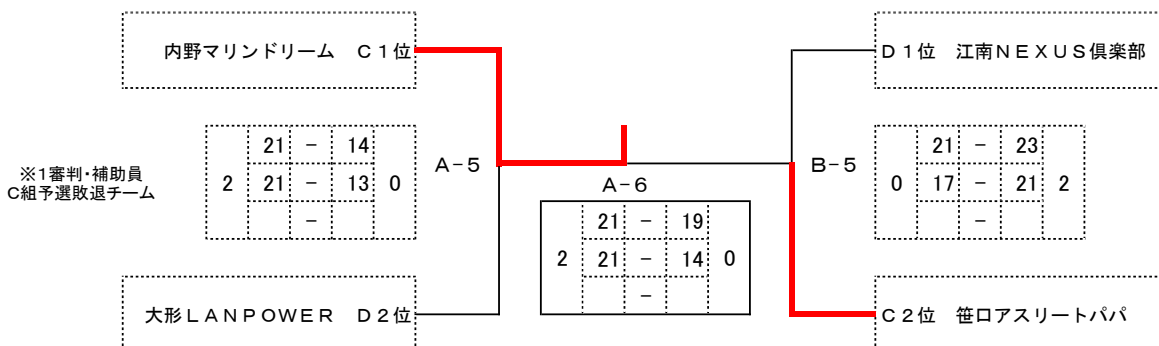 内野マリンドリーム　C1位
D1位　江南NEXUS倶楽部
※1審判・補助員
C組予選敗退チーム
2 21 - 14 0
21 - 13
-
A-5
B-5
0 21 - 23 2
17 - 21
-
A-6
2 21 - 19 0
21 - 14
-
大形LANPOWER　D2位
C2位　笹口アスリートパパ